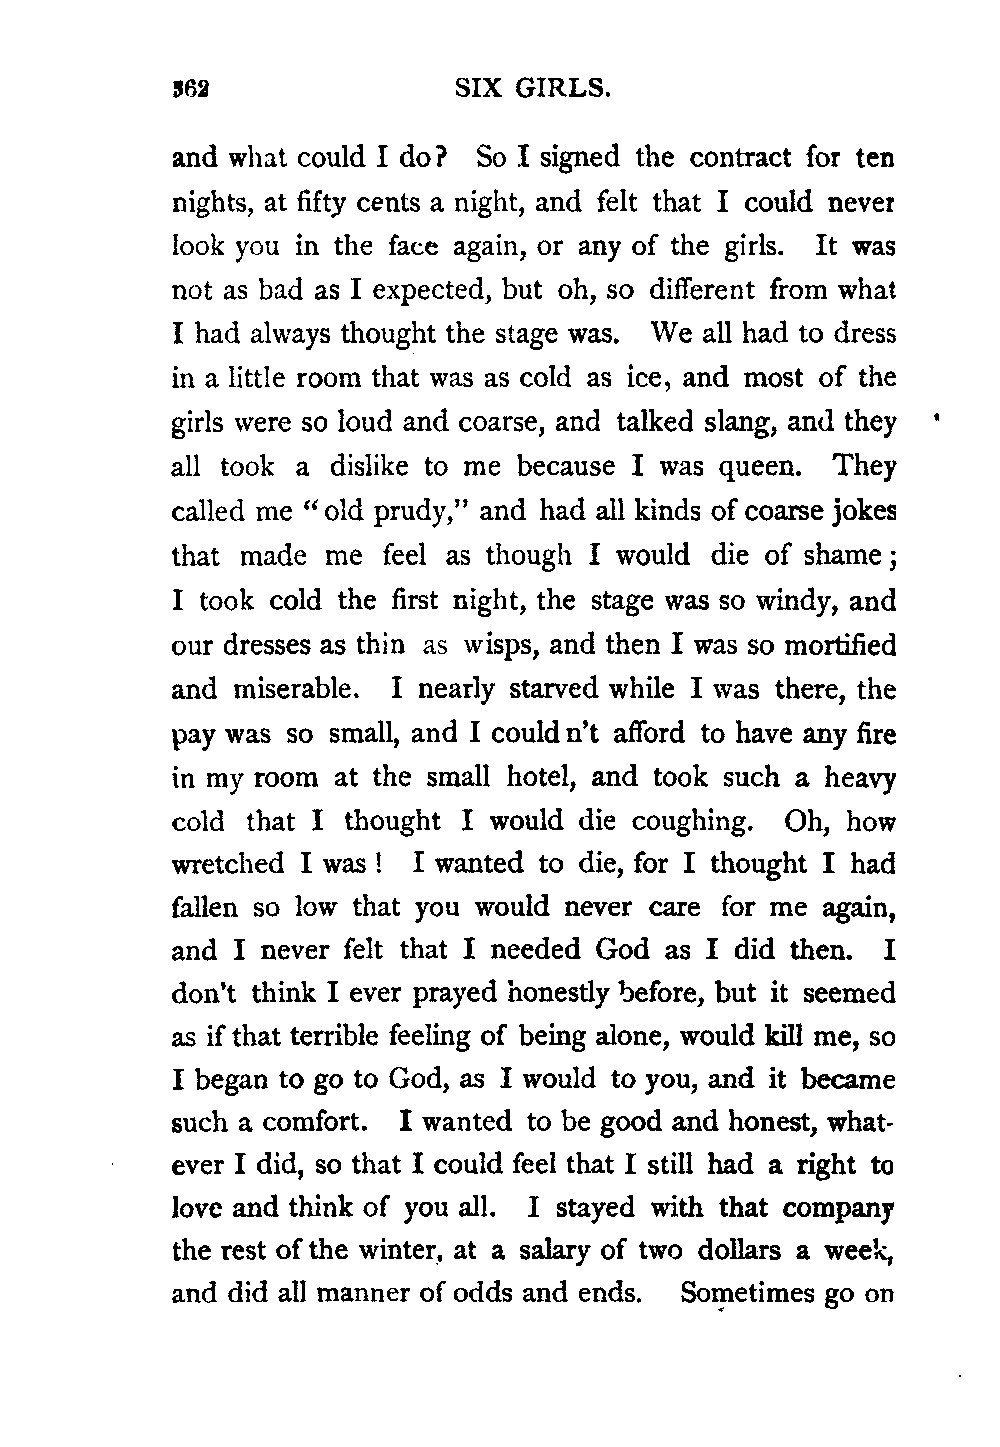 362 SIX GIRLS.
and what could I do? So I signed the contract for ten
nights, at fifty cents a night, and felt that I could never
look you in the face again, or any of the girls. It was
not as bad as I expected, but oh, so different from what
I had always thought the stage was. We all had to dress
in a little room that was as cold as ice, and most of the
girls were so loud and coarse, and talked slang, and they
all took a dislike to me because I was queen. They
called me “old prudy,” and had all kinds of coarse jokes
that made me feel as though I would die of shame;
I took cold the first night, the stage was so windy, and
our dresses as thin as wisps, and then I was so mortified
and miserable. I nearly starved while I was there, the
pay was so small, and I couldn't afford to have any fire
in my room at the small hotel, and took such a heavy
cold that I thought I would die coughing. Oh, how
wretched I was! I wanted to die, for I thought I had
fallen so low that you would never care for me again,
and I never felt that I needed God as I did then. I
don't think I ever prayed honestly before, but it seemed
as if that terrible feeling of being alone, would kill me, so
I began to go to God, as I would to you, and it became
such a comfort. I wanted to be good and honest, what-
ever I did, so that I could feel that I still had a right to
love and think of you all. I stayed with that company
the rest of the winter, at a salary of two dollars a week,
and did all manner of odds and ends. Sometimes go on